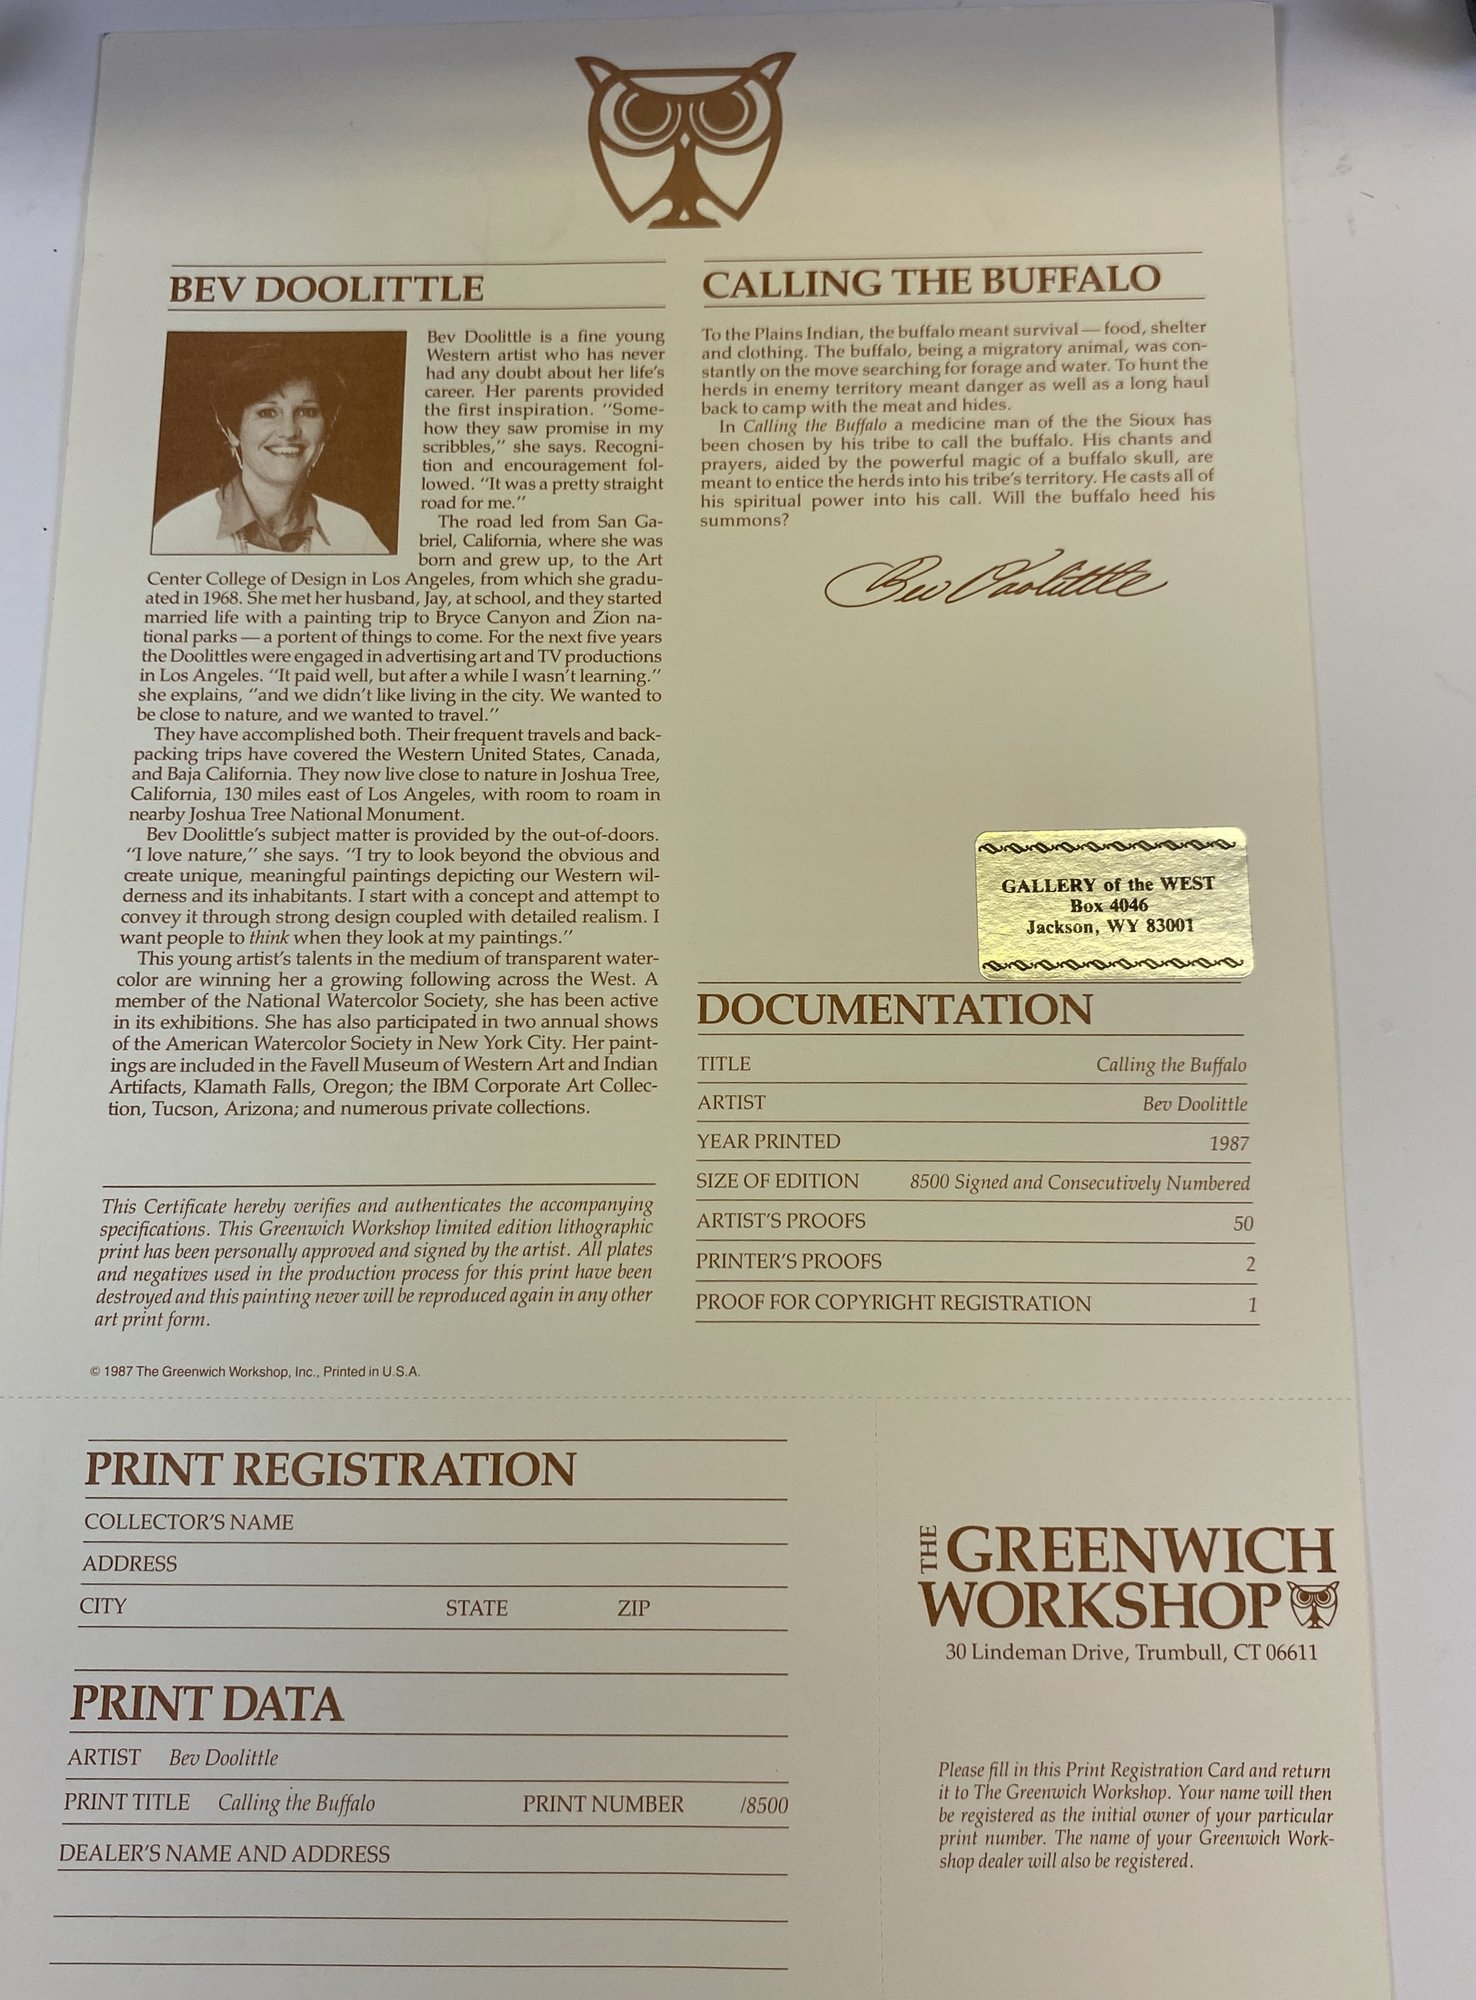 BEV DOOLITTLE
Bev Doolittle is a fine young
Western artist who has never
had any doubt about her life's
career. Her parents provided
the first inspiration. "Some-
how they saw promise in my
scribbles," she says. Recogni-
tion and encouragement fol-
lowed. "It was a pretty straight
road for me."
The road led from San Ga-
briel, California, where she was
born and grew up, to the Art
Center College of Design in Los Angeles, from which she gradu-
ated in 1968. She met her husband, Jay, at school, and they started
married life with a painting trip to Bryce Canyon and Zion na-
tional parks — a portent of things to come. For the next five years
the Doolittles were engaged in advertising art and TV productions
in Los Angeles. "It paid well, but after a while I wasn't learning."
she explains, "and we didn't like living in the city. We wanted to
be close to nature, and we wanted to travel."
They have accomplished both. Their frequent travels and back-
packing trips have covered the Western United States, Canada,
and Baja California. They now live close to nature in Joshua Tree,
California, 130 miles east of Los Angeles, with room to roam in
nearby Joshua Tree National Monument.
Bev Doolittle's subject matter is provided by the out-of-doors.
"I love nature," she says. "I try to look beyond the obvious and
create unique, meaningful paintings depicting our Western wil-
derness and its inhabitants. I start with a concept and attempt to
convey it through strong design coupled with detailed realism. I
want people to think when they look at my paintings."
This young artist's talents in the medium of transparent water-
color are winning her a growing following across the West. A
member of the National Watercolor Society, she has been active
in its exhibitions. She has also participated in two annual shows
of the American Watercolor Society in New York City. Her paint-
ings are included in the Favell Museum of Western Art and Indian
Artifacts, Klamath Falls, Oregon; the IBM Corporate Art Collec-
tion, Tucson, Arizona; and numerous private collections.
This Certificate hereby verifies and authenticates the accompanying
specifications. This Greenwich Workshop limited edition lithographic
print has been personally approved and signed by the artist. All plates
and negatives used in the production process for this print have been
destroyed and this painting never will be reproduced again in any other
art print form.
© 1987 The Greenwich Workshop, Inc., Printed in U.S.A.
CALLING THE BUFFALO
To the Plains Indian, the buffalo meant survival — food, shelter
and clothing. The buffalo, being a migratory animal, was con-
stantly on the move searching for forage and water. To hunt the
herds in enemy territory meant danger as well as a long haul
back to camp with the meat and hides.
In Calling the Buffalo a medicine man of the the Sioux has
been chosen by his tribe to call the buffalo. His chants and
prayers, aided by the powerful magic of a buffalo skull, are
meant to entice the herds into his tribe's territory. He casts all of
his spiritual power into his call. Will the buffalo heed his
summons?
Bev Doolittle
GALLERY of the WEST
Box 4046
Jackson, WY 83001
DOCUMENTATION
TITLE Calling the Buffalo
ARTIST Bev Doolittle
YEAR PRINTED 1987
SIZE OF EDITION 8500 Signed and Consecutively Numbered
ARTIST'S PROOFS 50
PRINTER'S PROOFS 2
PROOF FOR COPYRIGHT REGISTRATION 1
PRINT REGISTRATION
COLLECTOR'S NAME
ADDRESS
CITY STATE ZIP
PRINT DATA
ARTIST Bev Doolittle
PRINT TITLE Calling the Buffalo PRINT NUMBER /8500
DEALER'S NAME AND ADDRESS
THE GREENWICH
WORKSHOP
30 Lindeman Drive, Trumbull, CT 06611
Please fill in this Print Registration Card and return
it to The Greenwich Workshop. Your name will then
be registered as the initial owner of your particular
print number. The name of your Greenwich Work-
shop dealer will also be registered.